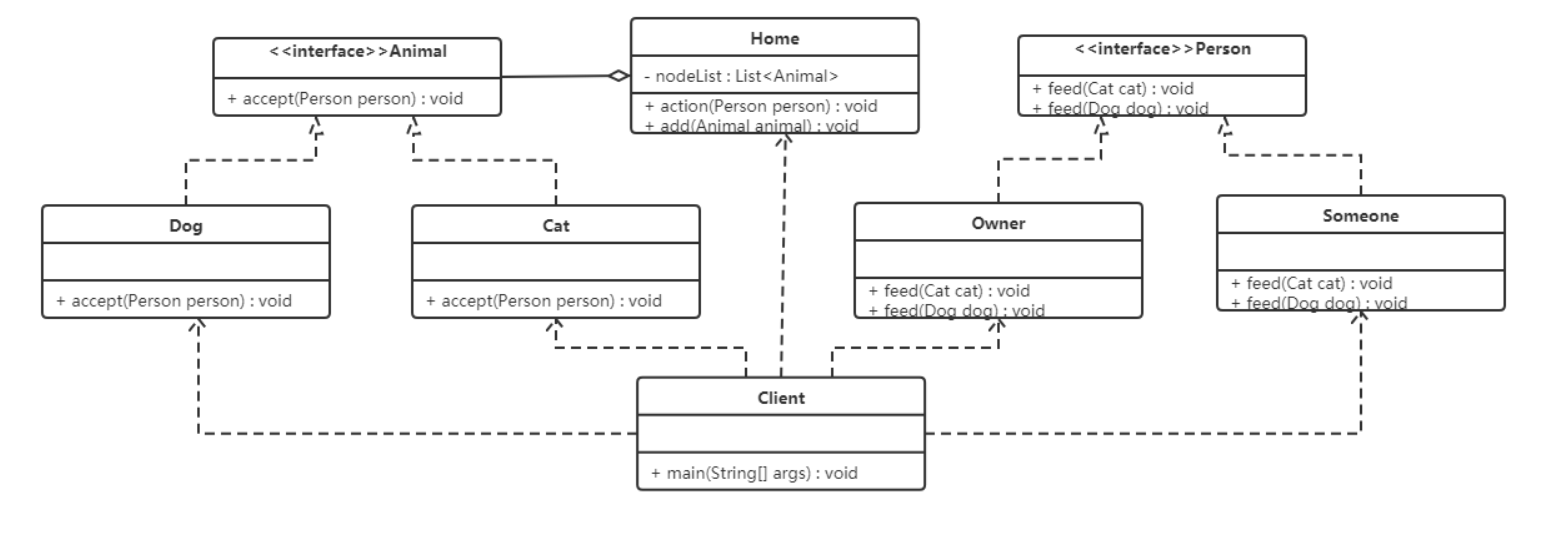 <<interface>>Animal
+ accept(Person person) : void
Home
- nodeList : List<Animal>
+ action(Person person) : void
+ add(Animal animal) : void
<<interface>>Person
+ feed(Cat cat) : void
+ feed(Dog dog) : void
Dog
+ accept(Person person) : void
Cat
+ accept(Person person) : void
Owner
+ feed(Cat cat) : void
+ feed(Dog dog) : void
Someone
+ feed(Cat cat) : void
+ feed(Dog dog) : void
Client
+ main(String[] args) : void